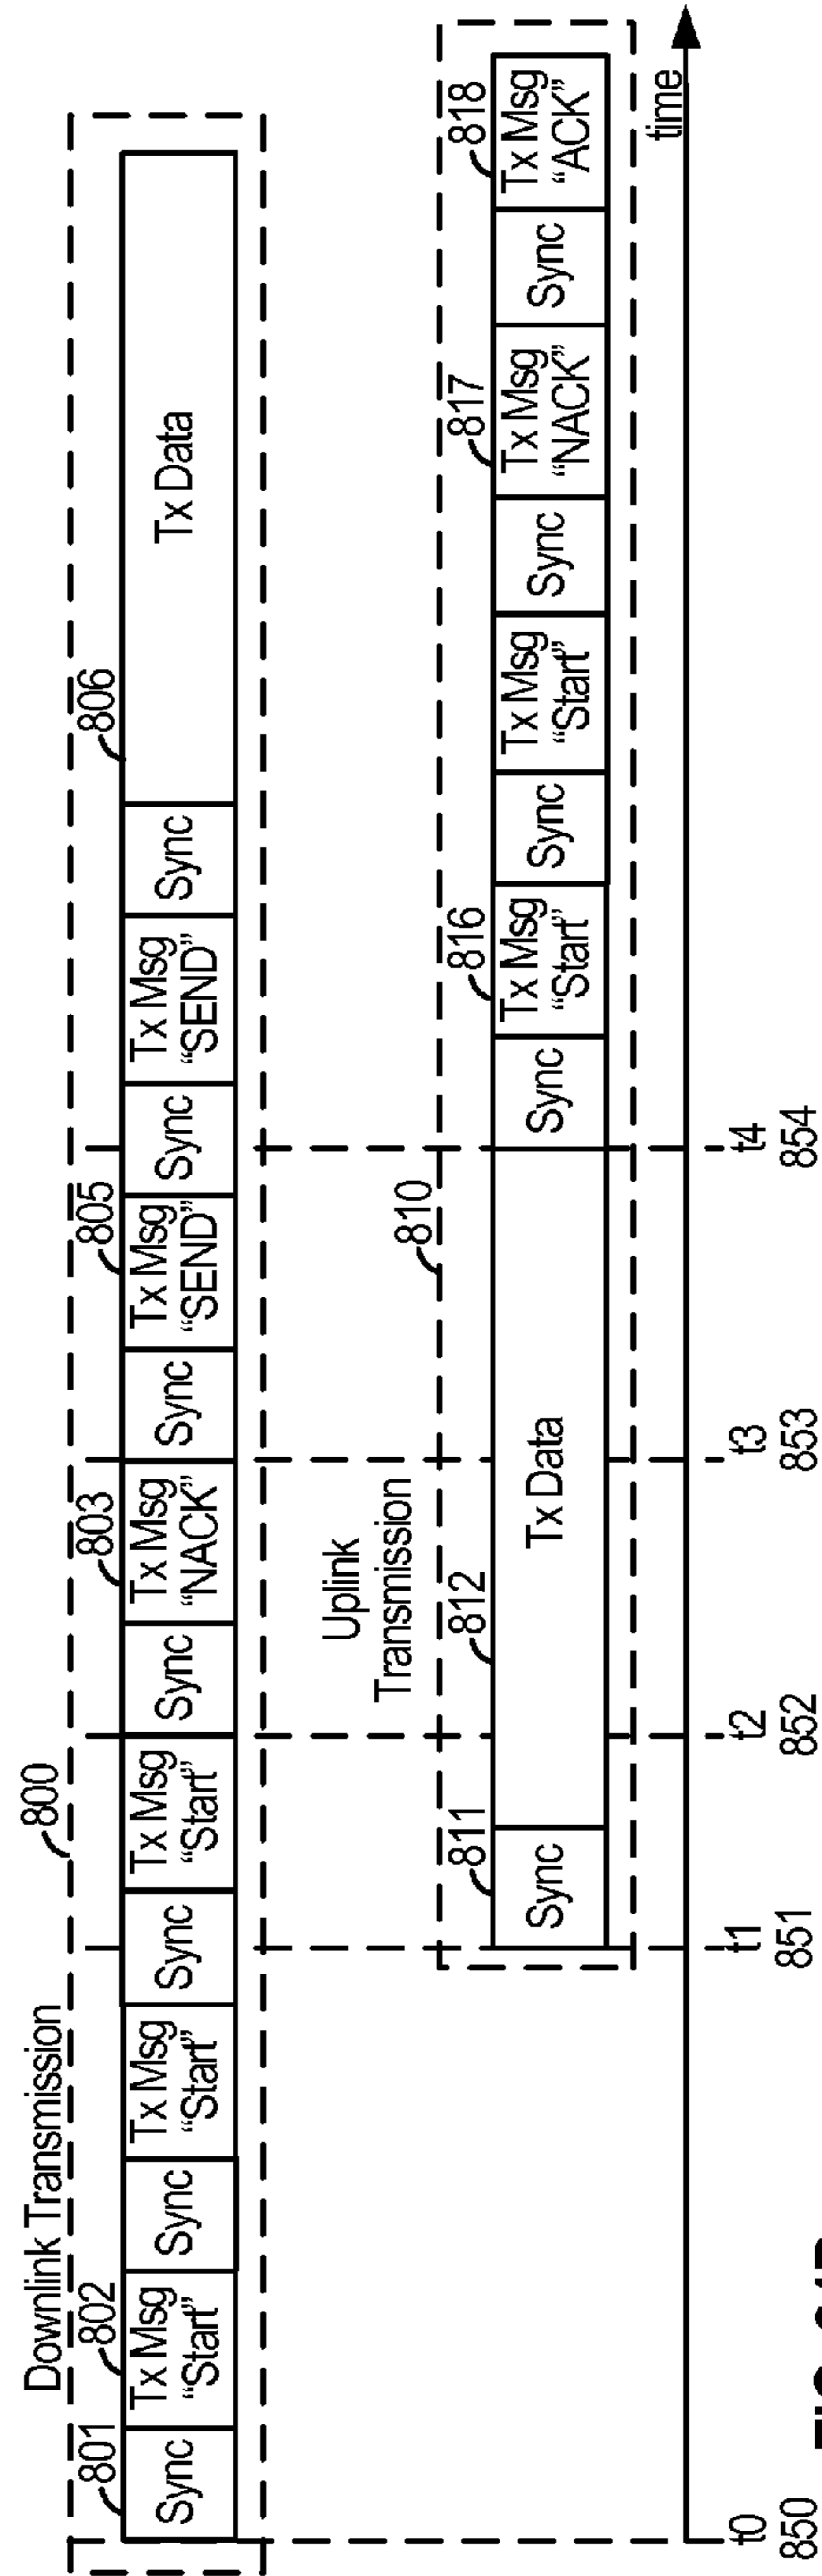 Downlink Transmission
800
801
802
803
805
806
Sync
Tx Msg
“Start”
Sync
Tx Msg
“Start”
Sync
Tx Msg
“Start”
Sync
Tx Msg
“NACK”
Sync
Tx Msg
“SEND”
Sync
Tx Msg
“SEND”
Sync
Tx Data
Uplink
Transmission
810
811
812
816
817
818
Sync
Tx Data
Sync
Tx Msg
“Start”
Sync
Tx Msg
“Start”
Sync
Tx Msg
“NACK”
Sync
Tx Msg
“ACK”
time
t0
850
t1
851
t2
852
t3
853
t4
854